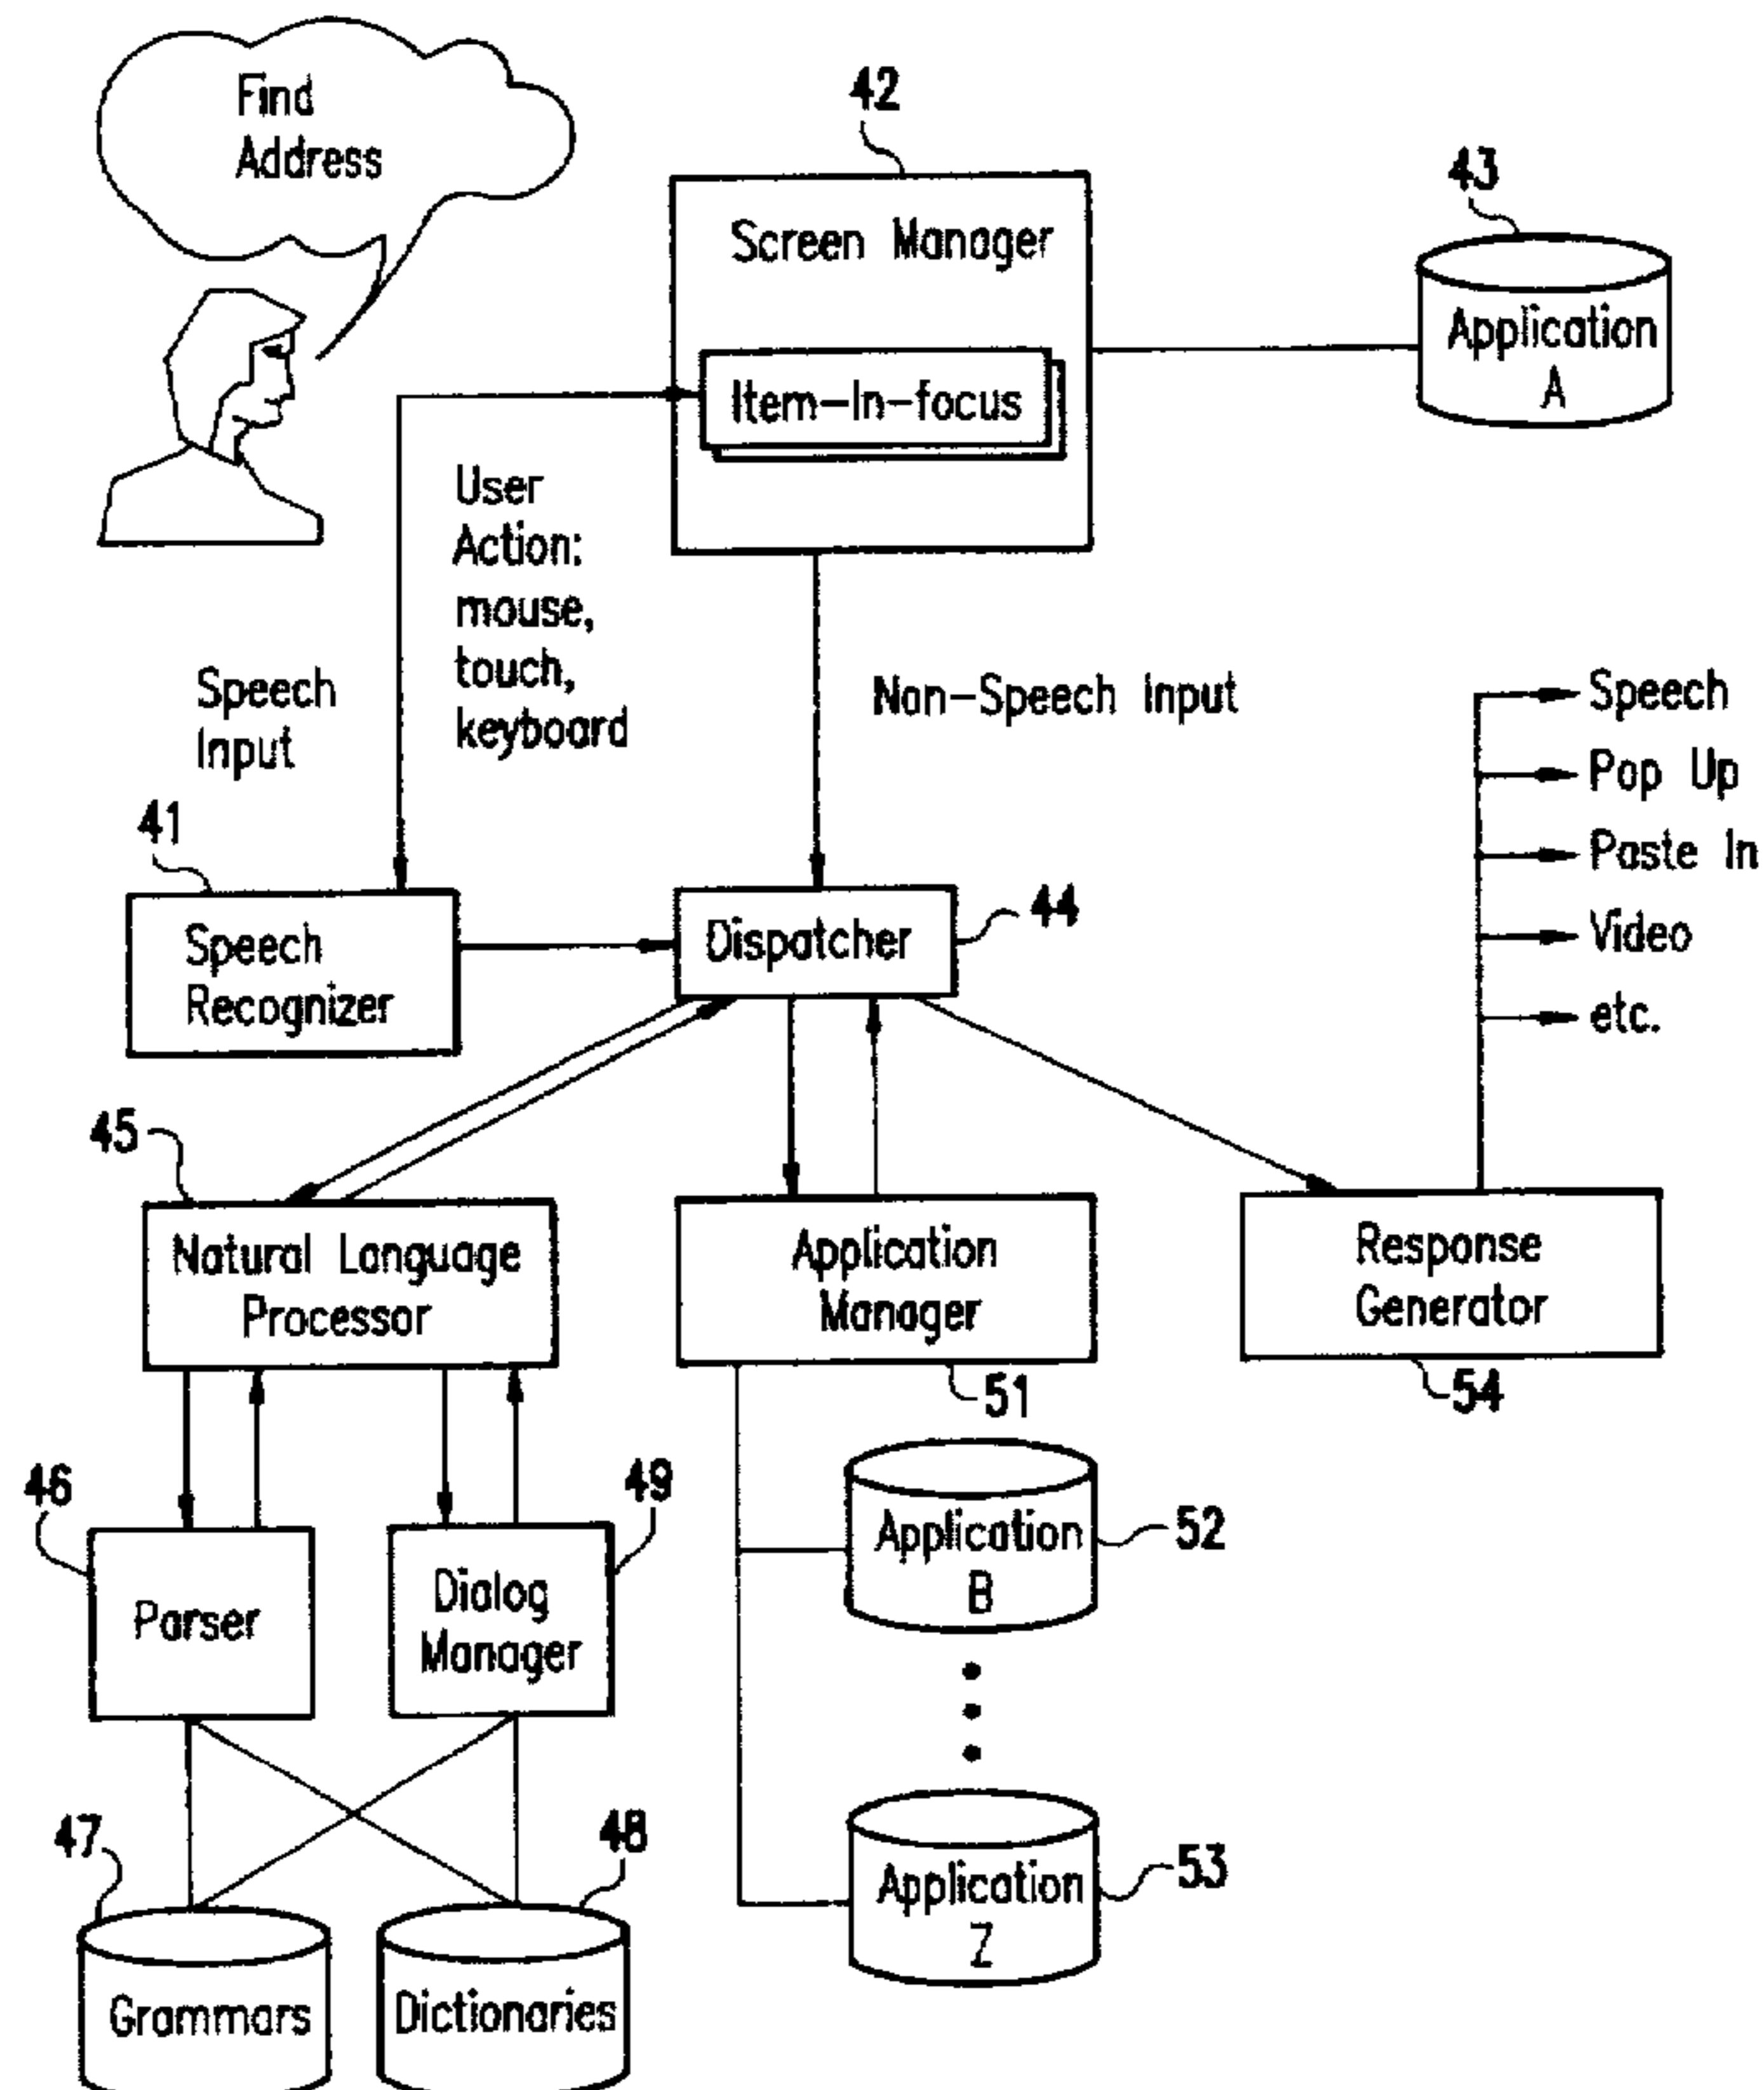 Find
Address
42
Screen Manager
Item-In-focus
43
Application
A
User
Action:
mouse,
touch,
keyboard
Speech
Input
Non-Speech Input
Speech
Pop Up
Paste In
Video
etc.
41
Speech
Recognizer
Dispatcher
44
45
Natural Language
Processor
Application
Manager
51
Response
Generator
54
46
Parser
49
Dialog
Manager
Application
B
52
47
Grammars
48
Dictionaries
Application
Z
53